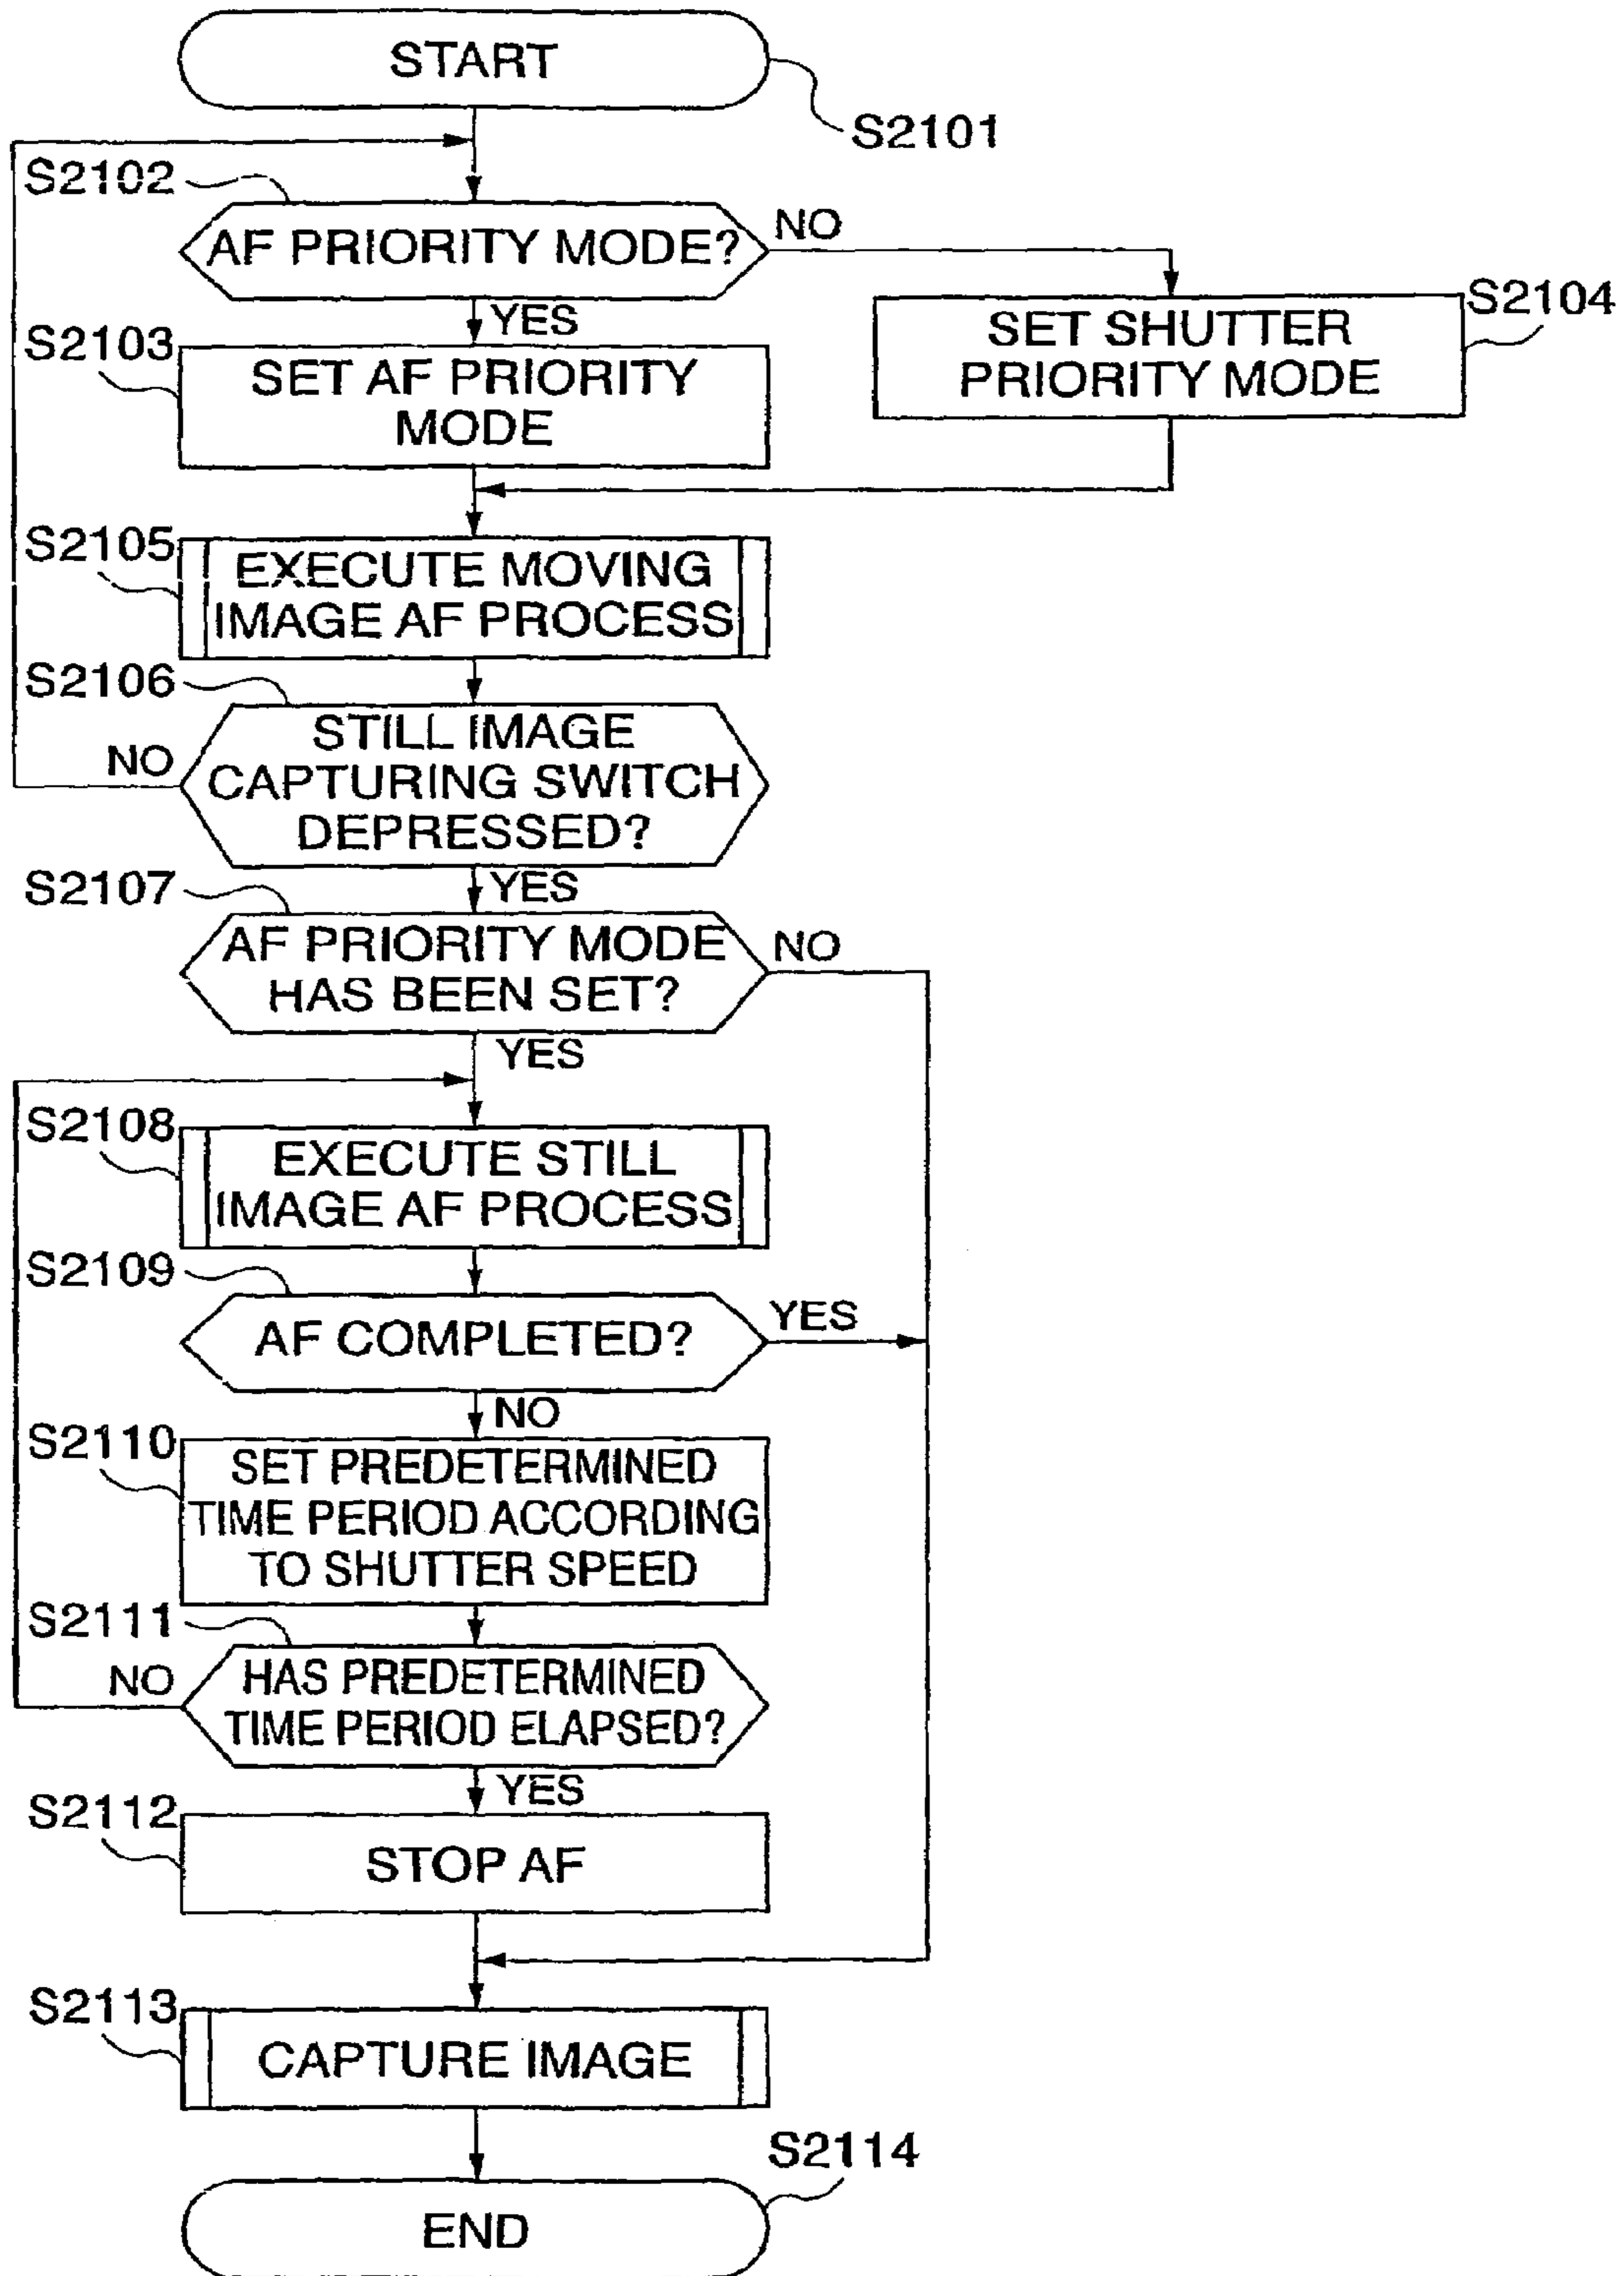 START
S2101
S2102
AF PRIORITY MODE?
NO
YES
S2103
SET AF PRIORITY
MODE
S2104
SET SHUTTER
PRIORITY MODE
S2105
EXECUTE MOVING
IMAGE AF PROCESS
S2106
STILL IMAGE
CAPTURING SWITCH
DEPRESSED?
NO
YES
S2107
AF PRIORITY MODE
HAS BEEN SET?
NO
YES
S2108
EXECUTE STILL
IMAGE AF PROCESS
S2109
AF COMPLETED?
YES
NO
S2110
SET PREDETERMINED
TIME PERIOD ACCORDING
TO SHUTTER SPEED
S2111
HAS PREDETERMINED
TIME PERIOD ELAPSED?
NO
YES
S2112
STOP AF
S2113
CAPTURE IMAGE
S2114
END